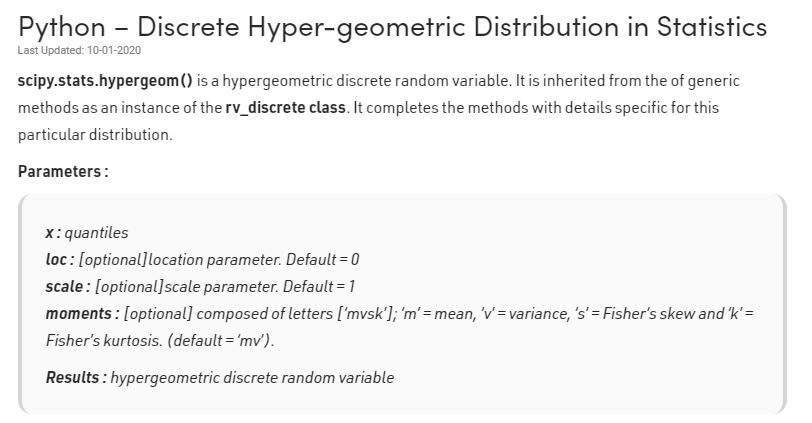 Python – Discrete Hyper-geometric Distribution in Statistics
Last Updated: 10-01-2020
scipy.stats.hypergeom() is a hypergeometric discrete random variable. It is inherited from the of generic
methods as an instance of the rv_discrete class. It completes the methods with details specific for this
particular distribution.
Parameters :
x : quantiles
loc : [optional]location parameter. Default = 0
scale : [optional]scale parameter. Default = 1
moments : [optional] composed of letters [‘mvsk’]; ‘m’ = mean, ‘v’ = variance, ‘s’ = Fisher’s skew and ‘k’ =
Fisher’s kurtosis. (default = ‘mv’).
Results : hypergeometric discrete random variable